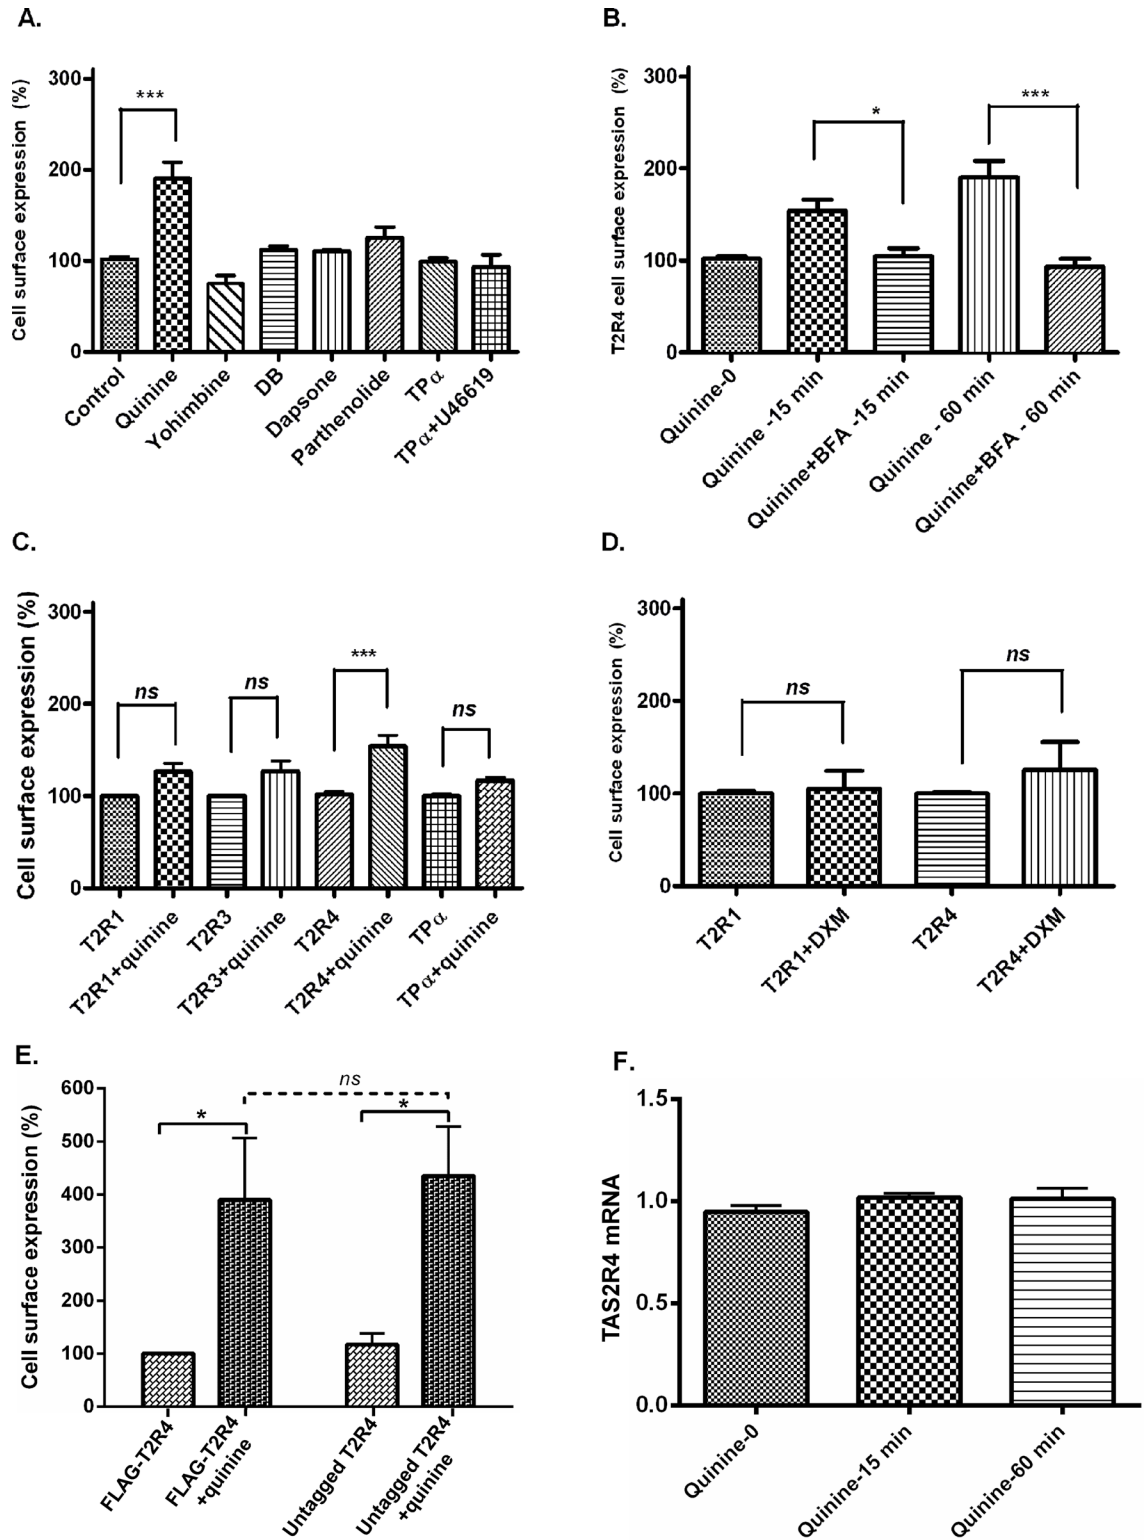 A.
Cell surface expression (%)
300
200
100
0
***
Control
Quinine
Yohimbine
DB
Dapsone
Parthenolide
TPα
TPα+U46619
B.
T2R4 cell surface expression (%)
300
200
100
0
*
***
Quinine-0
Quinine -15 min
Quinine+BFA -15 min
Quinine - 60 min
Quinine+BFA - 60 min
C.
Cell surface expression (%)
300
200
100
0
ns
ns
***
ns
T2R1
T2R1+quinine
T2R3
T2R3+quinine
T2R4
T2R4+quinine
TPα
TPα+quinine
D.
Cell surface expression (%)
300
200
100
0
ns
ns
T2R1
T2R1+DXM
T2R4
T2R4+DXM
E.
Cell surface expression (%)
600
500
400
300
200
100
0
*
ns
*
FLAG-T2R4
FLAG-T2R4
+quinine
Untagged T2R4
Untagged T2R4
+quinine
F.
TAS2R4 mRNA
1.5
1.0
0.5
0.0
Quinine-0
Quinine-15 min
Quinine-60 min